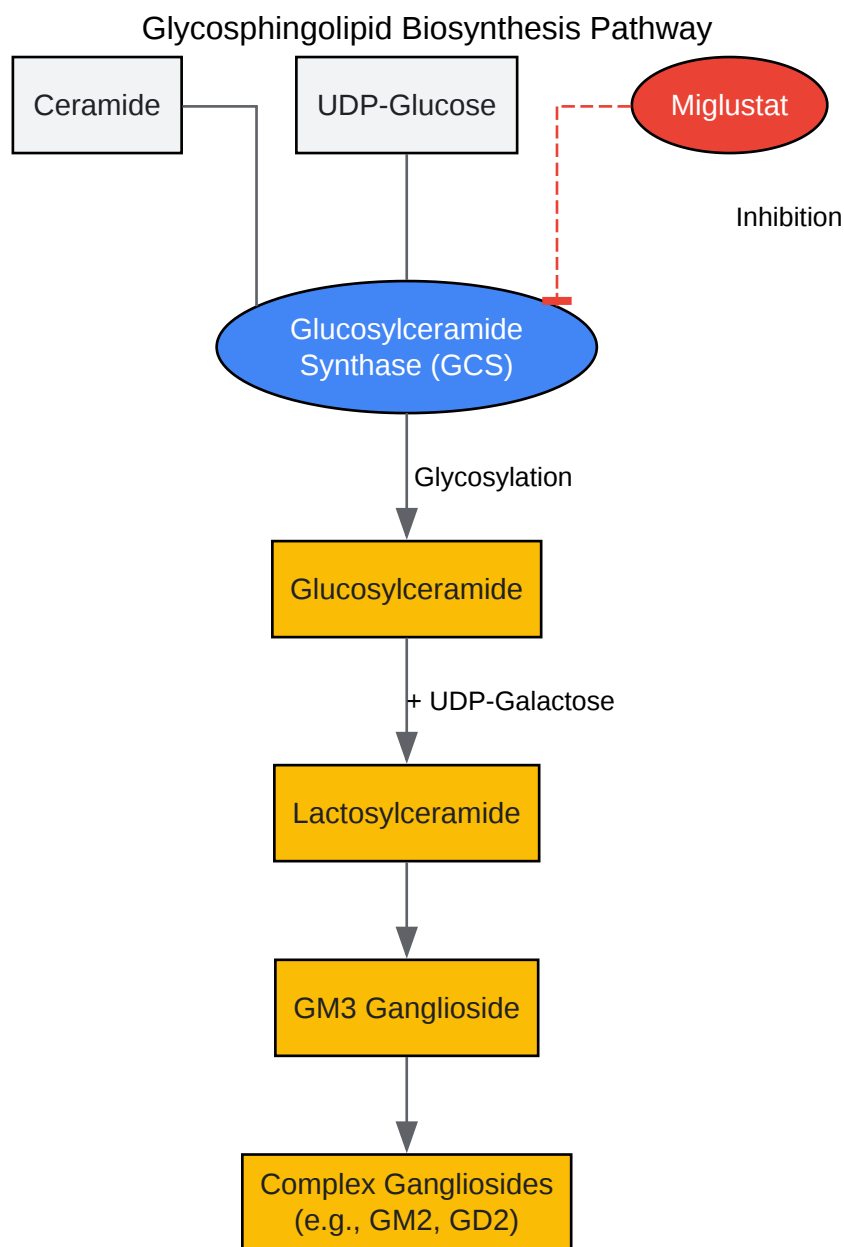 Glycosphingolipid Biosynthesis Pathway
Ceramide
UDP-Glucose
Miglustat
Inhibition
Glucosylceramide
Synthase (GCS)
Glycosylation
Glucosylceramide
+ UDP-Galactose
Lactosylceramide
GM3 Ganglioside
Complex Gangliosides
(e.g., GM2, GD2)